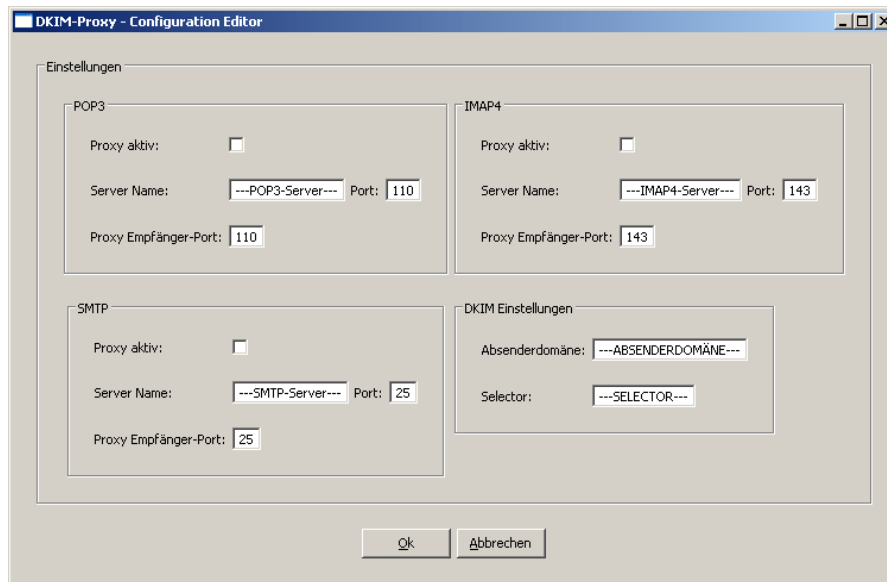 DKIM-Proxy - Configuration Editor
Einstellungen
POP3
Proxy aktiv:
Server Name: ---POP3-Server--- Port: 110
Proxy Empfänger-Port: 110
IMAP4
Proxy aktiv:
Server Name: ---IMAP4-Server--- Port: 143
Proxy Empfänger-Port: 143
SMTP
Proxy aktiv:
Server Name: ---SMTP-Server--- Port: 25
Proxy Empfänger-Port: 25
DKIM Einstellungen
Absenderdomäne: ---ABSENDERDOMÄNE---
Selector: ---SELECTOR---
Ok Abbrechen